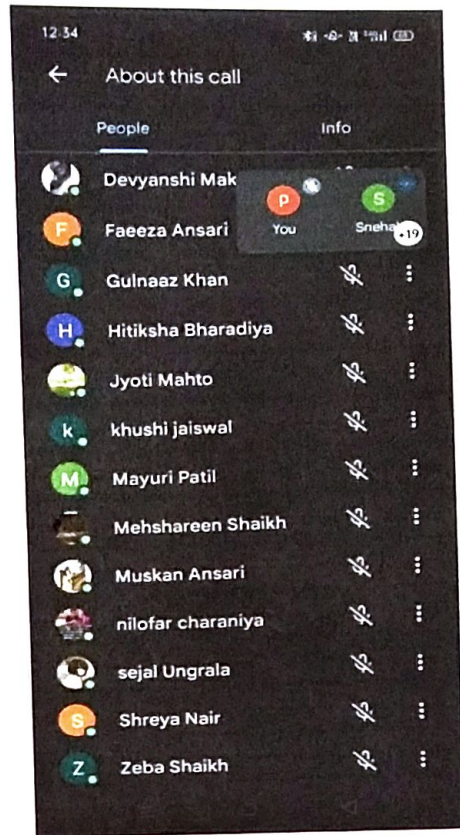 12:34
About this call
People
Info
Devyanshi Mak
P
You
S
Snehal
+19
F
Faeeza Ansari
G
Gulnaaz Khan
H
Hitiksha Bharadiya
Jyoti Mahto
k
khushi jaiswal
M
Mayuri Patil
Mehshareen Shaikh
Muskan Ansari
nilofar charaniya
sejal Ungrala
S
Shreya Nair
Z
Zeba Shaikh